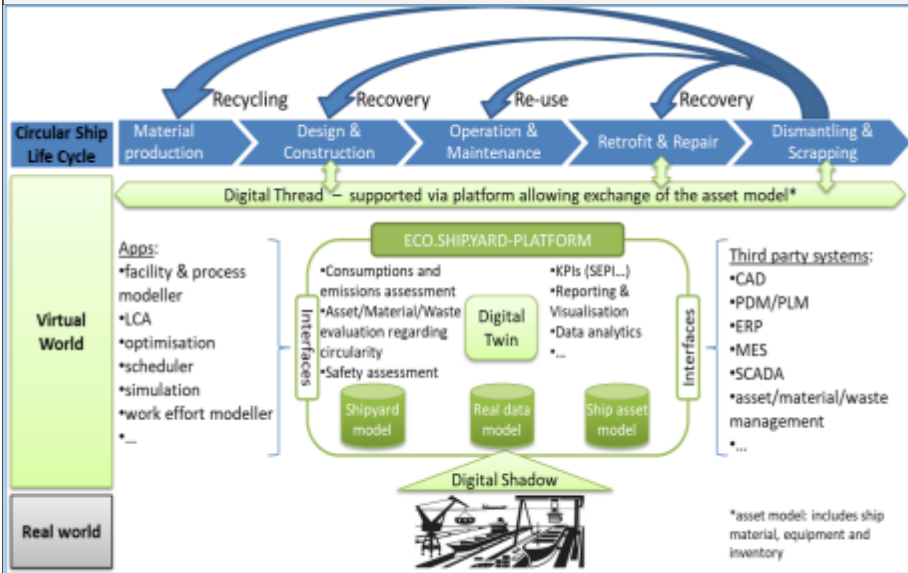 Recycling
Recovery
Re-use
Recovery
Circular Ship
Life Cycle
Material
production
Design &
Construction
Operation &
Maintenance
Retrofit & Repair
Dismantling &
Scrapping
Digital Thread – supported via platform allowing exchange of the asset model*
Virtual
World
Apps:
•facility & process
modeller
•LCA
•optimisation
•scheduler
•simulation
•work effort modeller
•...
ECO.SHIP.YARD-PLATFORM
Interfaces
•Consumptions and
emissions assessment
•Asset/Material/Waste
evaluation regarding
circularity
•Safety assessment
Digital
Twin
•KPIs (SEPI...)
•Reporting &
Visualisation
•Data analytics
•...
Interfaces
Shipyard
model
Real data
model
Ship asset
model
Third party systems:
•CAD
•PDM/PLM
•ERP
•MES
•SCADA
•asset/material/waste
management
•...
Digital Shadow
Real world
*asset model: includes ship
material, equipment and
inventory